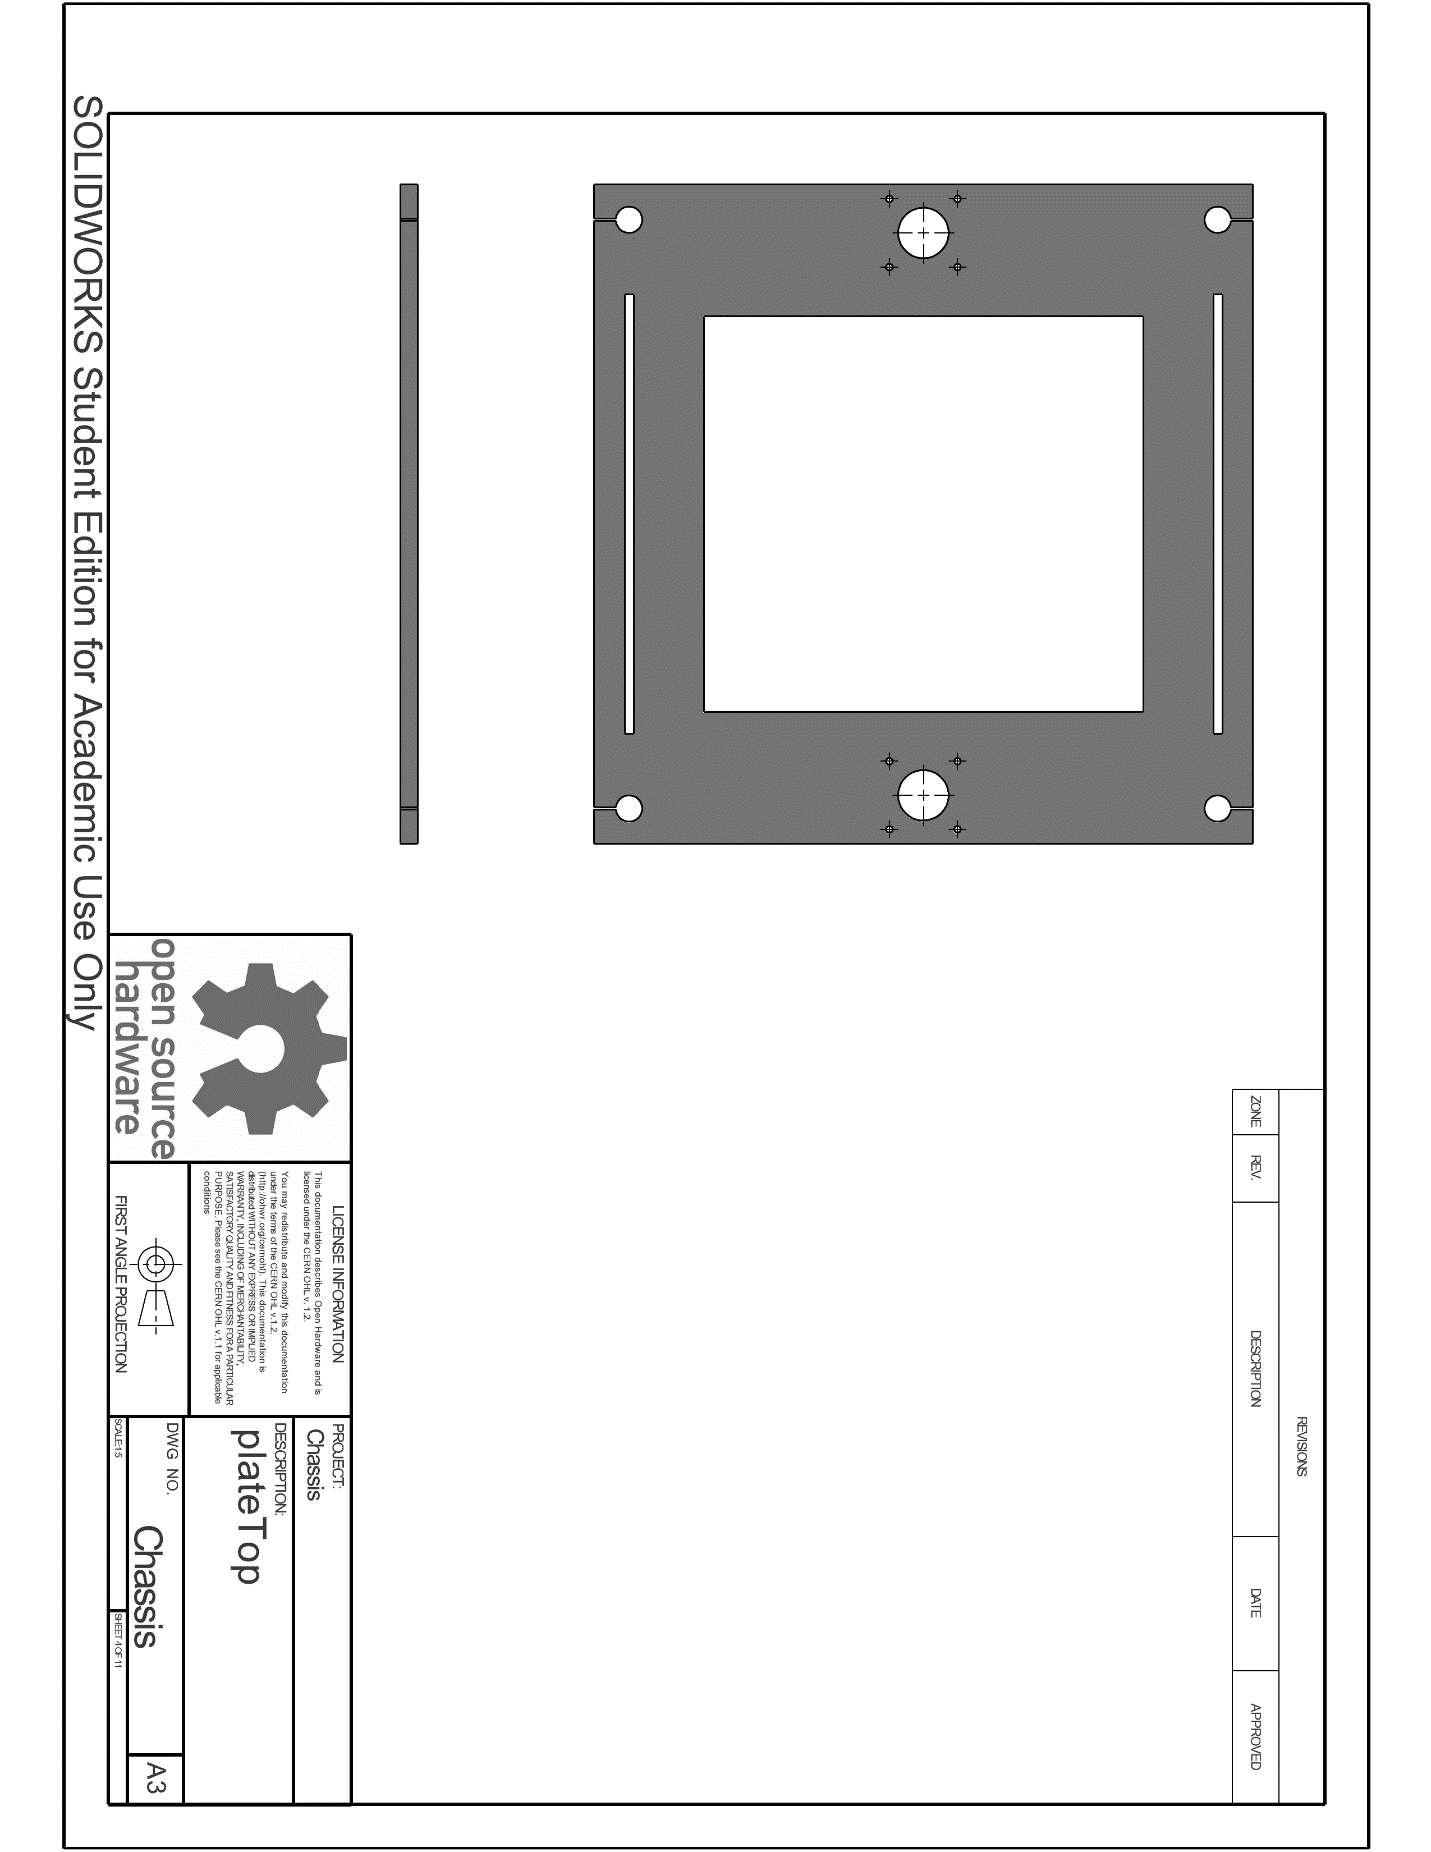 REVISIONS
ZONE
REV.
DESCRIPTION
DATE
APPROVED
open source
hardware
LICENSE INFORMATION
This documentation describes Open Hardware and is
licensed under the CERN OHL v. 1.2.
You may redistribute and modify this documentation
under the terms of the CERN OHL v.1.2.
(http://ohwr.org/cernohl). This documentation is
distributed WITHOUT ANY EXPRESS OR IMPLIED
WARRANTY, INCLUDING OF MERCHANTABILITY,
SATISFACTORY QUALITY AND FITNESS FOR A PARTICULAR
PURPOSE. Please see the CERN OHL v.1.1 for applicable
conditions
FIRST ANGLE PROJECTION
PROJECT:
Chassis
DESCRIPTION:
plateTop
DWG NO.
Chassis
A3
SCALE:1:5
SHEET 4 OF 11
SOLIDWORKS Student Edition for Academic Use Only